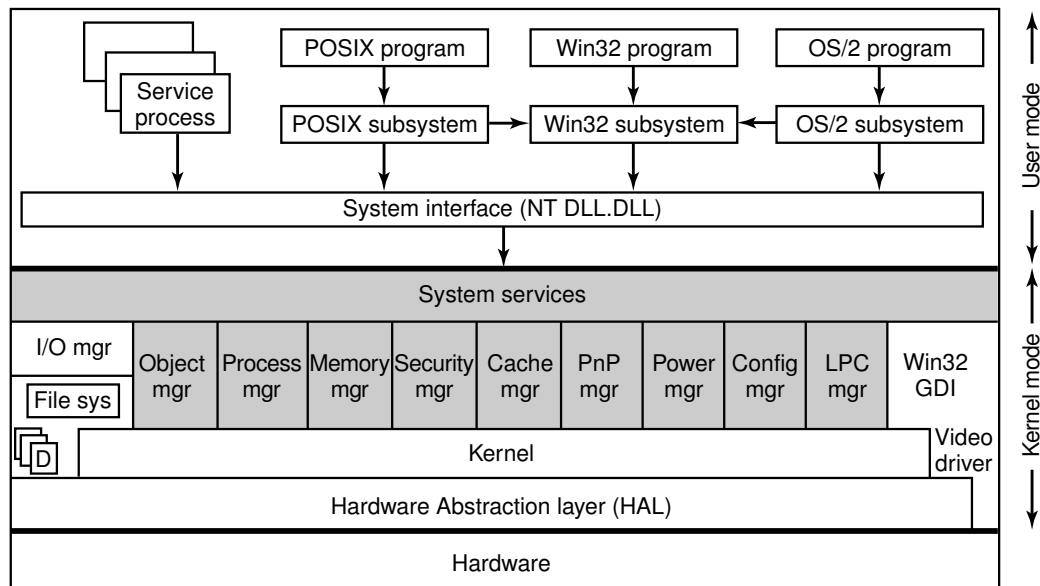 POSIX program
Win32 program
OS/2 program
Service
process
POSIX subsystem
Win32 subsystem
OS/2 subsystem
System interface (NT DLL.DLL)
User mode
System services
I/O mgr
File sys
Object
mgr
Process
mgr
Memory
mgr
Security
mgr
Cache
mgr
PnP
mgr
Power
mgr
Config
mgr
LPC
mgr
Win32
GDI
Kernel mode
D
Kernel
Video
driver
Hardware Abstraction layer (HAL)
Hardware